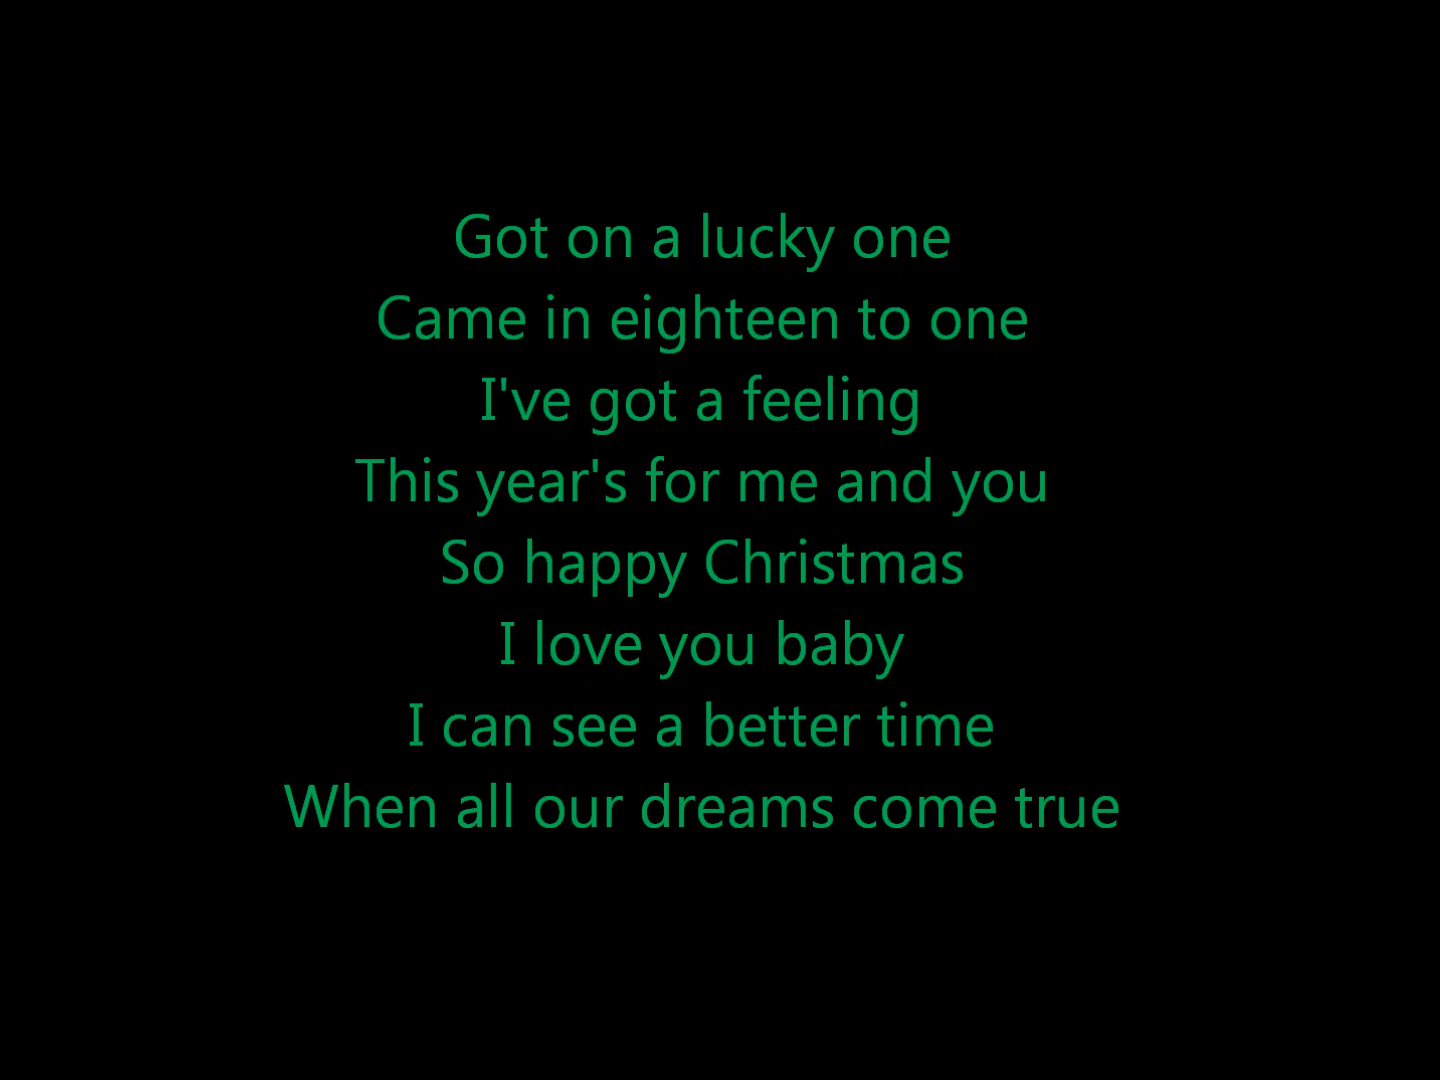 Got on a lucky one
Came in eighteen to one
I've got a feeling
This year's for me and you
So happy Christmas
I love you baby
I can see a better time
When all our dreams come true